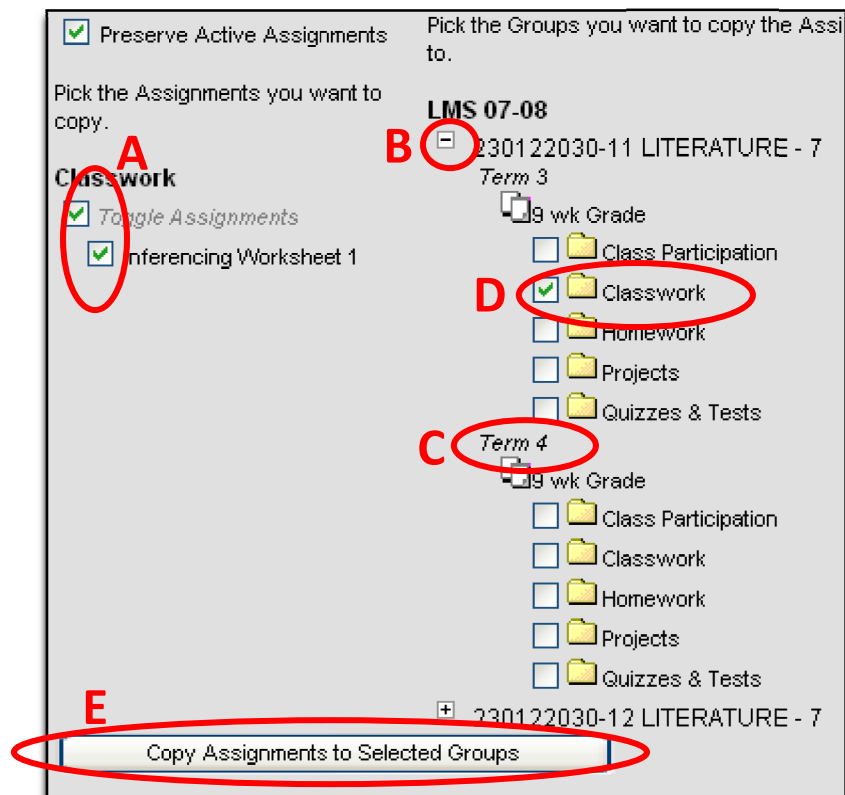 Preserve Active Assignments
Pick the Assignments you want to
copy.
A
Classwork
Toggle Assignments
Inferencing Worksheet 1
Pick the Groups you want to copy the Assi
to.
LMS 07-08
B
230122030-11 LITERATURE - 7
Term 3
9 wk Grade
Class Participation
D
Classwork
Homework
Projects
Quizzes & Tests
C
Term 4
9 wk Grade
Class Participation
Classwork
Homework
Projects
Quizzes & Tests
230122030-12 LITERATURE - 7
E
Copy Assignments to Selected Groups